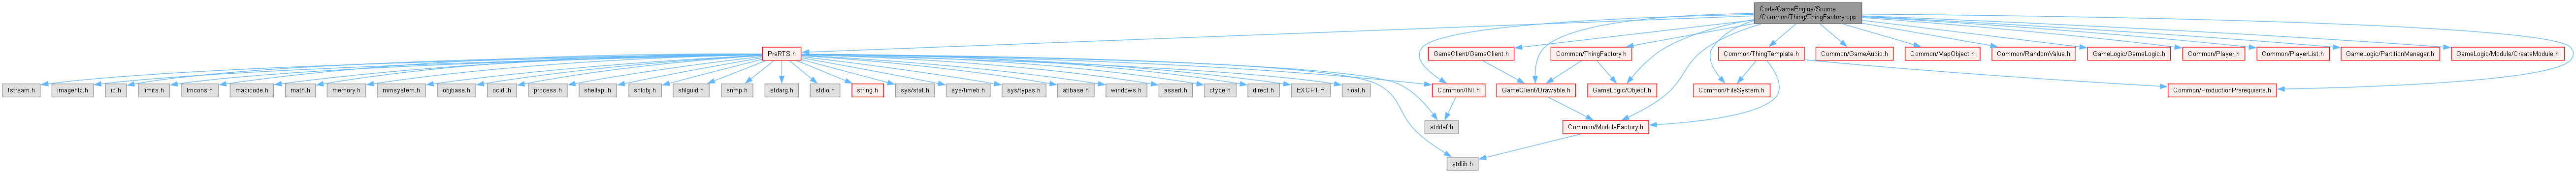 Code/GameEngine/Source
/Common/Thing/ThingFactory.cpp
PreRTS.h
GameClient/GameClient.h
Common/ThingFactory.h
Common/ThingTemplate.h
Common/GameAudio.h
Common/MapObject.h
Common/RandomValue.h
GameLogic/GameLogic.h
Common/Player.h
Common/PlayerList.h
GameLogic/PartitionManager.h
GameLogic/Module/CreateModule.h
fstream.h
imagehlp.h
io.h
limits.h
lmcons.h
mapicode.h
math.h
memory.h
mmsystem.h
objbase.h
ocidl.h
process.h
shellapi.h
shlobj.h
shlguid.h
snmp.h
stdarg.h
stdio.h
string.h
sys/stat.h
sys/timeb.h
sys/types.h
atlbase.h
windows.h
assert.h
ctype.h
direct.h
EXCPT.H
float.h
Common/INI.h
GameClient/Drawable.h
GameLogic/Object.h
Common/FileSystem.h
Common/ProductionPrerequisite.h
stddef.h
Common/ModuleFactory.h
stdlib.h